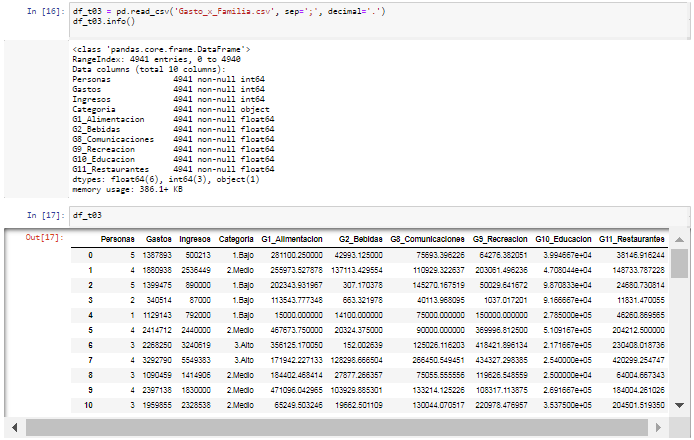 In [16]: df_t03 = pd.read_csv('Gasto_x_Familia.csv', sep=';', decimal='.')
df_t03.info()
<class 'pandas.core.frame.DataFrame'>
RangeIndex: 4941 entries, 0 to 4940
Data columns (total 10 columns):
Personas 4941 non-null int64
Gastos 4941 non-null int64
Ingresos 4941 non-null int64
Categoria 4941 non-null object
G1_Alimentacion 4941 non-null float64
G2_Bebidas 4941 non-null float64
G8_Comunicaciones 4941 non-null float64
G9_Recreacion 4941 non-null float64
G10_Educacion 4941 non-null float64
G11_Restaurantes 4941 non-null float64
dtypes: float64(6), int64(3), object(1)
memory usage: 386.1+ KB
In [17]: df_t03
Out[17]:
Personas Gastos Ingresos Categoria G1_Alimentacion G2_Bebidas G8_Comunicaciones G9_Recreacion G10_Educacion G11_Restaurantes
0 5 1387893 500213 1.Bajo 281100.250000 42993.125000 75693.396226 64276.382051 3.994667e+04 38146.916244
1 4 1880938 2536449 2.Medio 255973.527878 137113.429554 110929.322637 203061.496236 4.708044e+04 148733.787228
2 5 1399475 890000 1.Bajo 202343.931967 307.170378 145270.167519 50029.641672 9.870833e+04 24680.730814
3 2 340514 87000 1.Bajo 113543.777348 663.321978 40113.968095 1037.017201 9.166667e+04 11831.470055
4 1 1129143 792000 1.Bajo 15000.000000 14100.000000 75000.000000 150000.000000 2.785000e+05 46260.869565
5 4 2414712 2440000 2.Medio 467673.750000 20324.375000 90000.000000 369996.812500 5.109167e+05 204212.500000
6 3 2268250 3240619 3.Alto 356125.170050 152.002639 125026.116203 418421.896134 2.171667e+05 230408.018736
7 4 3292790 5549383 3.Alto 171942.227133 128298.666504 266450.549451 434327.298385 2.540000e+05 420299.254747
8 3 1090459 1414906 2.Medio 184402.468414 27877.266357 75055.555556 119626.548559 2.500000e+04 64004.667343
9 4 2397138 1830000 2.Medio 471096.042965 103929.885301 133214.125226 108317.113875 2.691667e+05 184004.261026
10 3 1959855 2328538 2.Medio 65249.503246 19662.501109 130044.070517 220978.476957 3.537500e+05 204501.519350